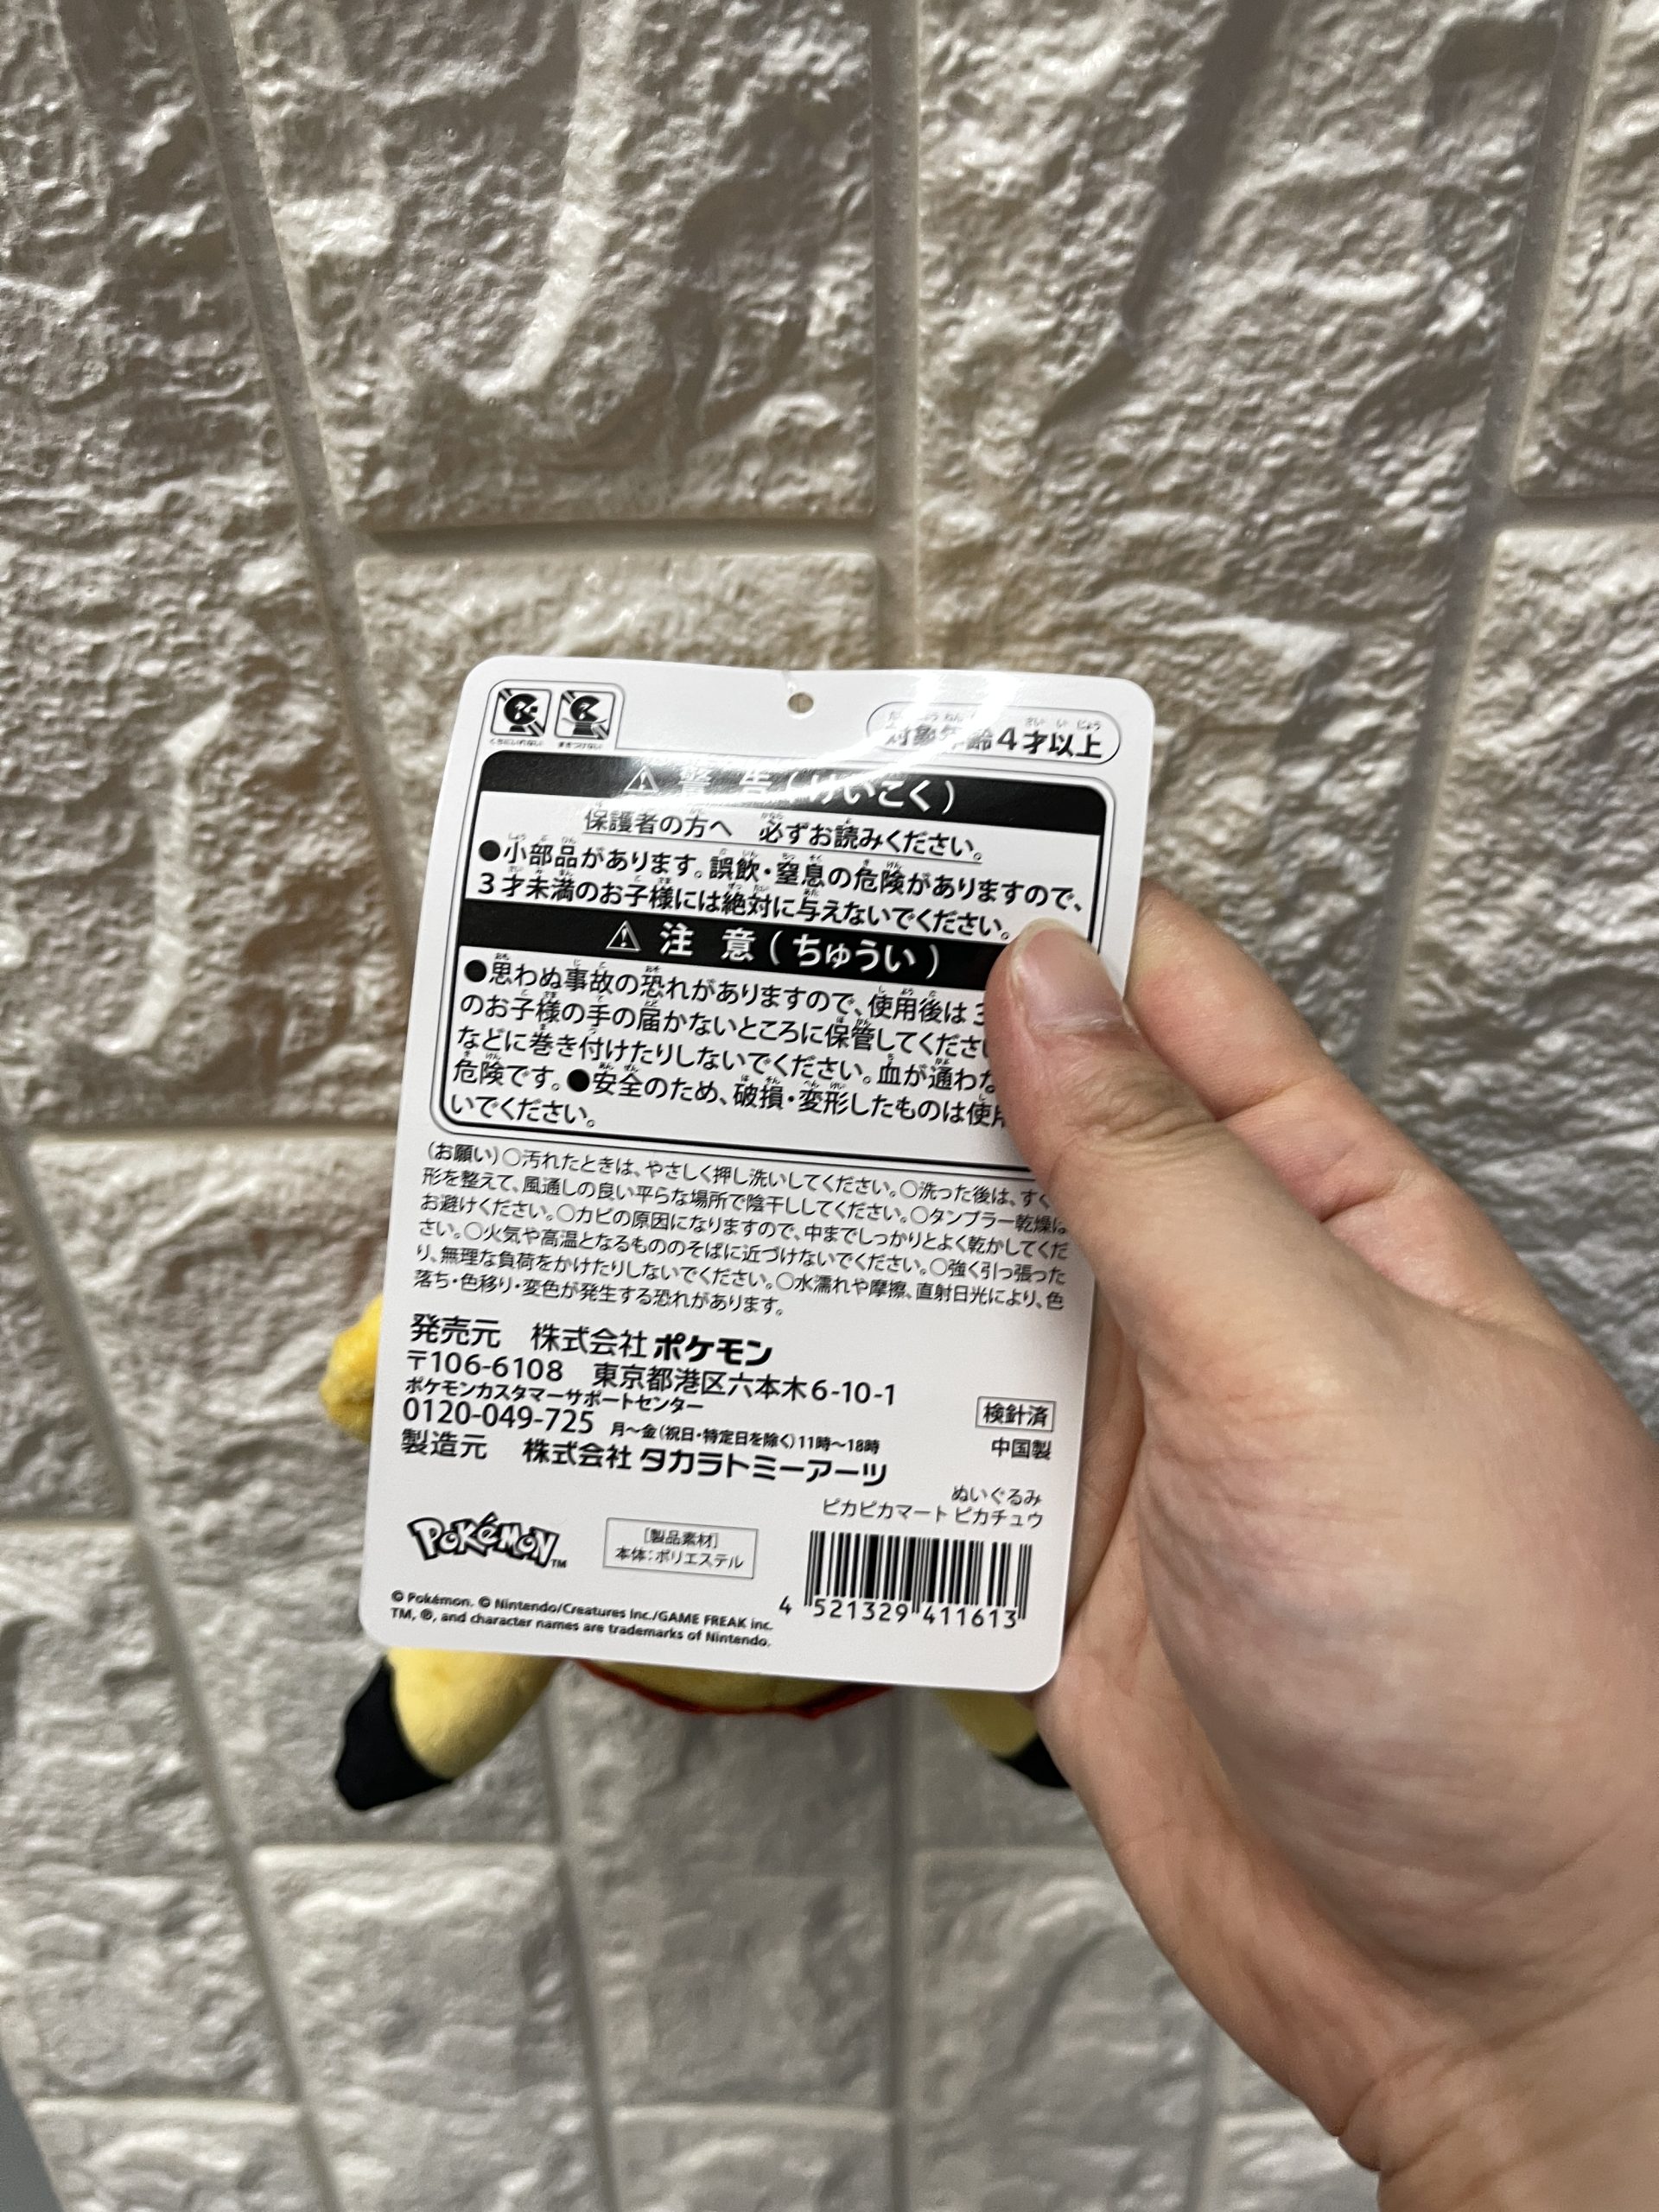 くちにいれない まきつけない
対象年齢4才以上
警 告(けいこく)
保護者の方へ 必ずお読みください。
●小部品があります。誤飲・窒息の危険がありますので、
3才未満のお子様には絶対に与えないでください。
注 意(ちゅうい)
●思わぬ事故の恐れがありますので、使用後は3
のお子様の手の届かないところに保管してくださ
などに巻き付けたりしないでください。血が通わな
危険です。●安全のため、破損・変形したものは使用
いでください。
(お願い)○汚れたときは、やさしく押し洗いしてください。○洗った後は、すぐ
形を整えて、風通しの良い平らな場所で陰干ししてください。○タンブラー乾燥は
お避けください。○カビの原因になりますので、中までしっかりとよく乾かしてくだ
さい。○火気や高温となるもののそばに近づけないでください。○強く引っ張った
り、無理な負荷をかけたりしないでください。○水濡れや摩擦、直射日光により、色
落ち・色移り・変色が発生する恐れがあります。
発売元 株式会社ポケモン
〒106-6108 東京都港区六本木6-10-1
ポケモンカスタマーサポートセンター
0120-049-725 月~金(祝日・特定日を除く)11時~18時
製造元 株式会社タカラトミーアーツ
検針済
中国製
ぬいぐるみ
ピカピカマート ピカチュウ
POKéMON™
[製品素材]
本体:ポリエステル
4 521329 411613
© Pokémon. © Nintendo/Creatures Inc./GAME FREAK inc.
TM, ®, and character names are trademarks of Nintendo.